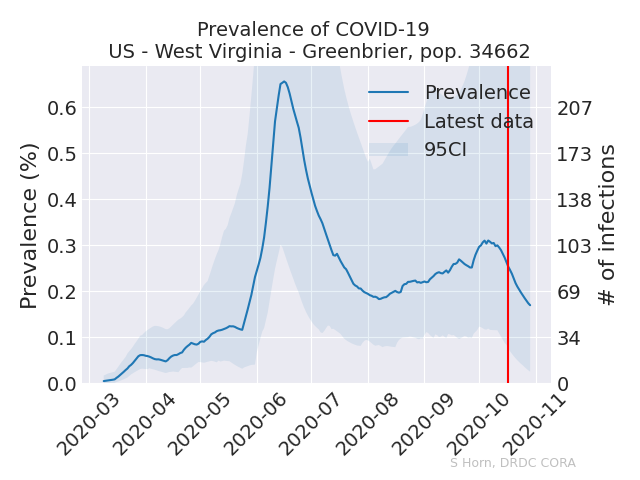 Prevalence of COVID-19
US - West Virginia - Greenbrier, pop. 34662
Prevalence
Latest data
95CI
Prevalence (%)
0.6
0.5
0.4
0.3
0.2
0.1
0.0
207
173
138
103
69
34
0
# of infections
2020-03
2020-04
2020-05
2020-06
2020-07
2020-08
2020-09
2020-10
2020-11
S Horn, DRDC CORA